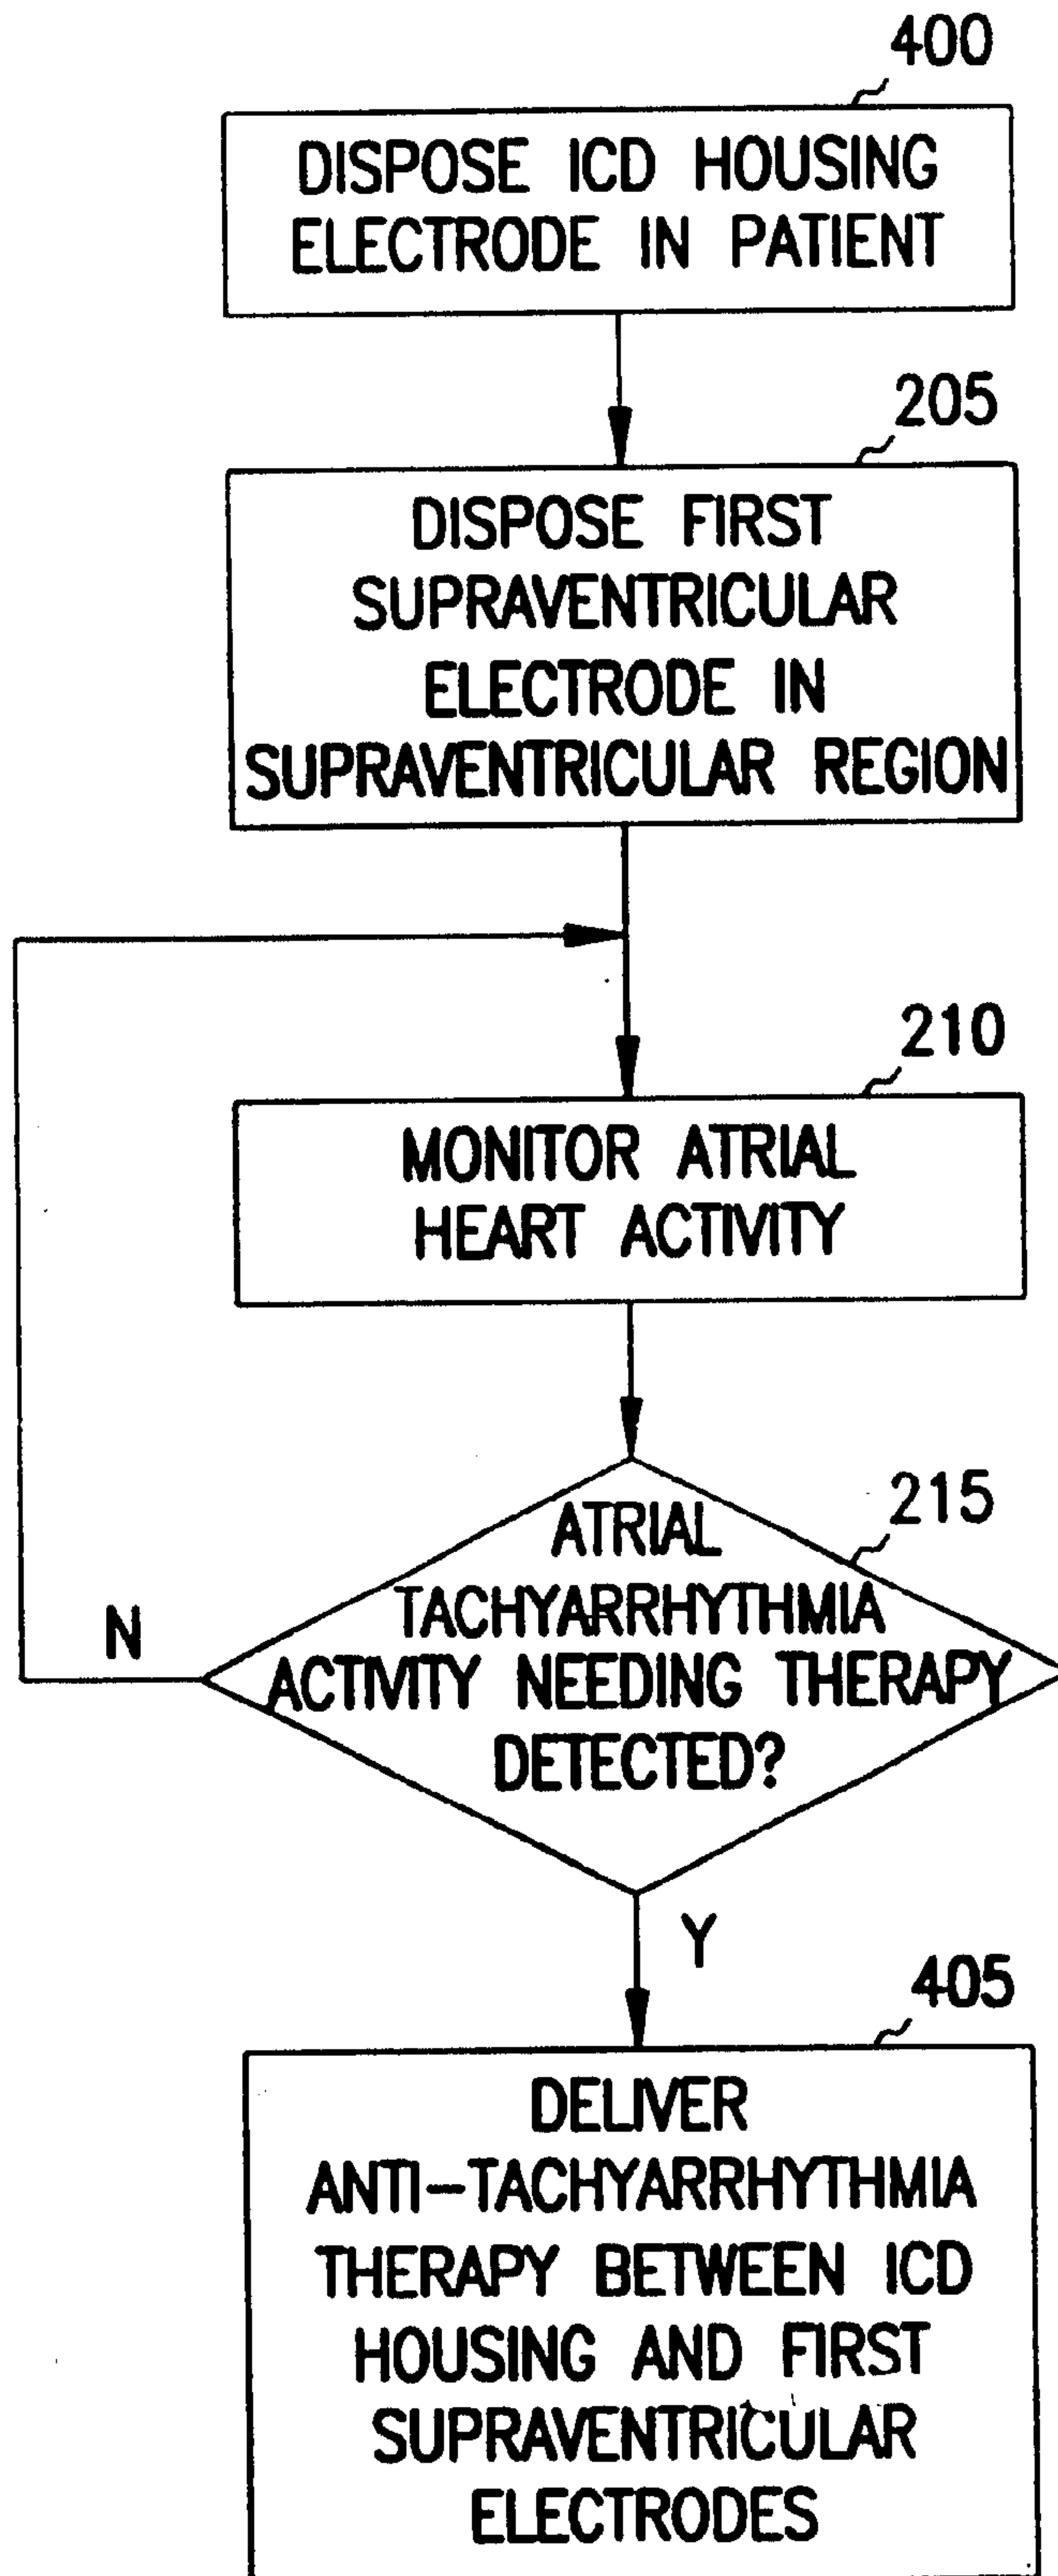 400
DISPOSE ICD HOUSING
ELECTRODE IN PATIENT
205
DISPOSE FIRST
SUPRAVENTRICULAR
ELECTRODE IN
SUPRAVENTRICULAR REGION
210
MONITOR ATRIAL
HEART ACTIVITY
215
ATRIAL
TACHYARRHYTHMIA
ACTIVITY NEEDING THERAPY
DETECTED?
N
Y
405
DELIVER
ANTI-TACHYARRHYTHMIA
THERAPY BETWEEN ICD
HOUSING AND FIRST
SUPRAVENTRICULAR
ELECTRODES